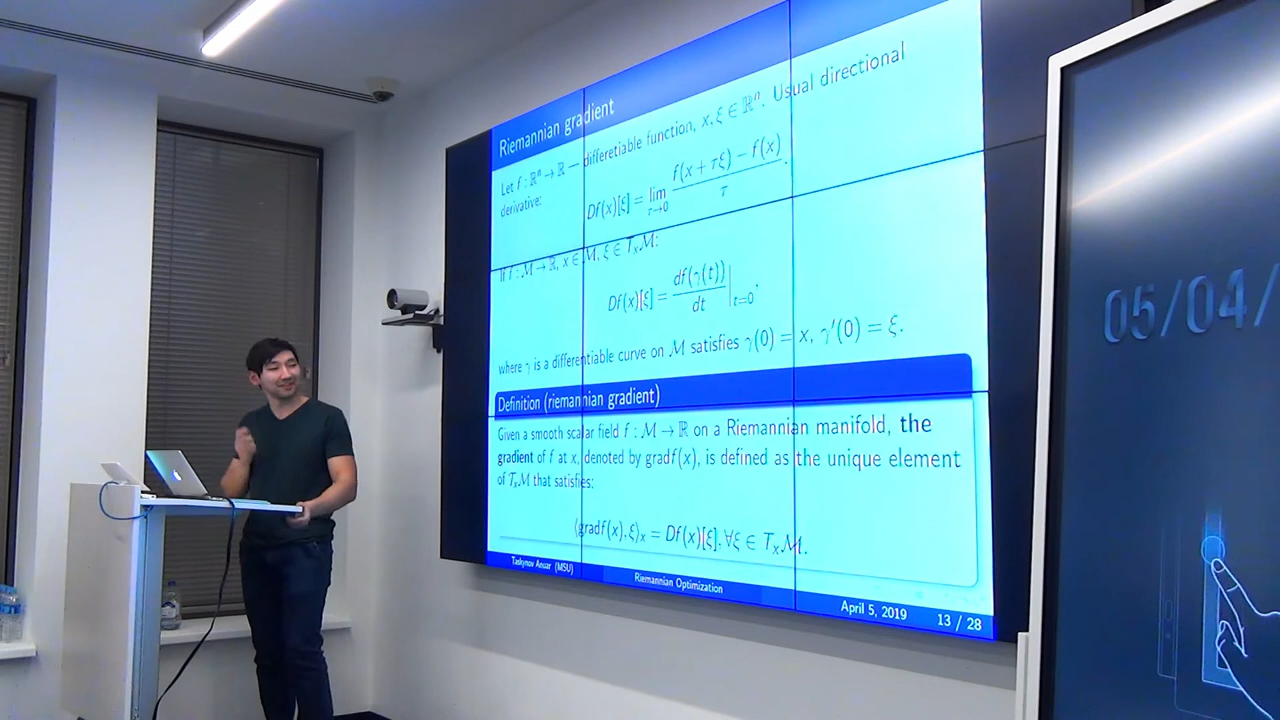 Riemannian gradient
Let f : ℝⁿ → ℝ — differetiable function, x, ξ ∈ ℝⁿ. Usual directional
derivative:
Df(x)[ξ] = lim_{τ→0} (f(x + τξ) − f(x)) / τ.
If f : ℳ → ℝ, x ∈ ℳ, ξ ∈ Tₓℳ:
Df(x)[ξ] = df(γ(t))/dt |_{t=0},
where γ is a differentiable curve on ℳ satisfies γ(0) = x, γ′(0) = ξ.
Definition (riemannian gradient)
Given a smooth scalar field f : ℳ → ℝ on a Riemannian manifold, the
gradient of f at x, denoted by gradf(x), is defined as the unique element
of Tₓℳ that satisfies:
⟨gradf(x), ξ⟩ₓ = Df(x)[ξ], ∀ξ ∈ Tₓℳ.
Taskynov Anuar (MSU)
Riemannian Optimization
April 5, 2019
13 / 28
05/04/